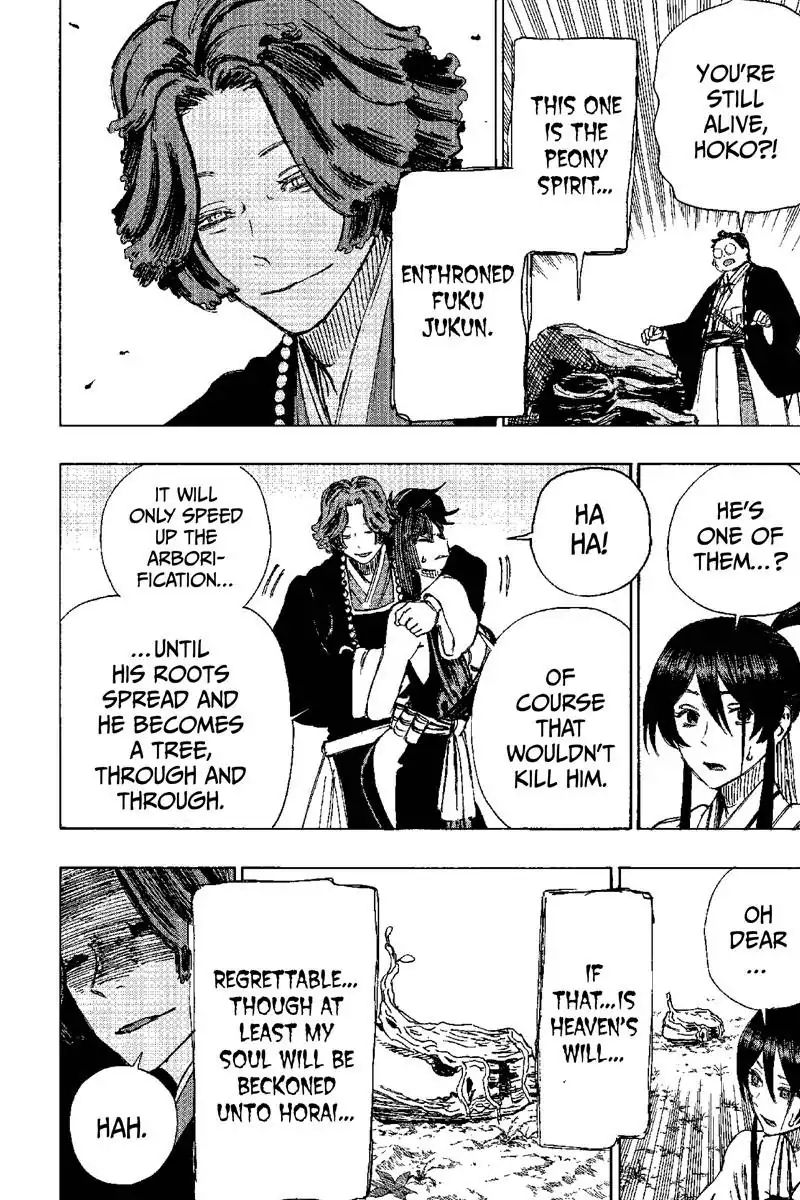 YOU'RE
STILL
ALIVE,
HOKO?!
THIS ONE
IS THE
PEONY
SPIRIT...
ENTHRONED
FUKU
JUKUN.
HE'S
ONE OF
THEM...?
HA
HA!
OF
COURSE
THAT
WOULDN'T
KILL HIM.
IT WILL
ONLY SPEED
UP THE
ARBORI-
FICATION...
...UNTIL
HIS ROOTS
SPREAD AND
HE BECOMES
A TREE,
THROUGH AND
THROUGH.
OH
DEAR
...
IF
THAT...IS
HEAVEN'S
WILL...
REGRETTABLE...
THOUGH AT
LEAST MY
SOUL WILL BE
BECKONED
UNTO HORAI...
HAH.